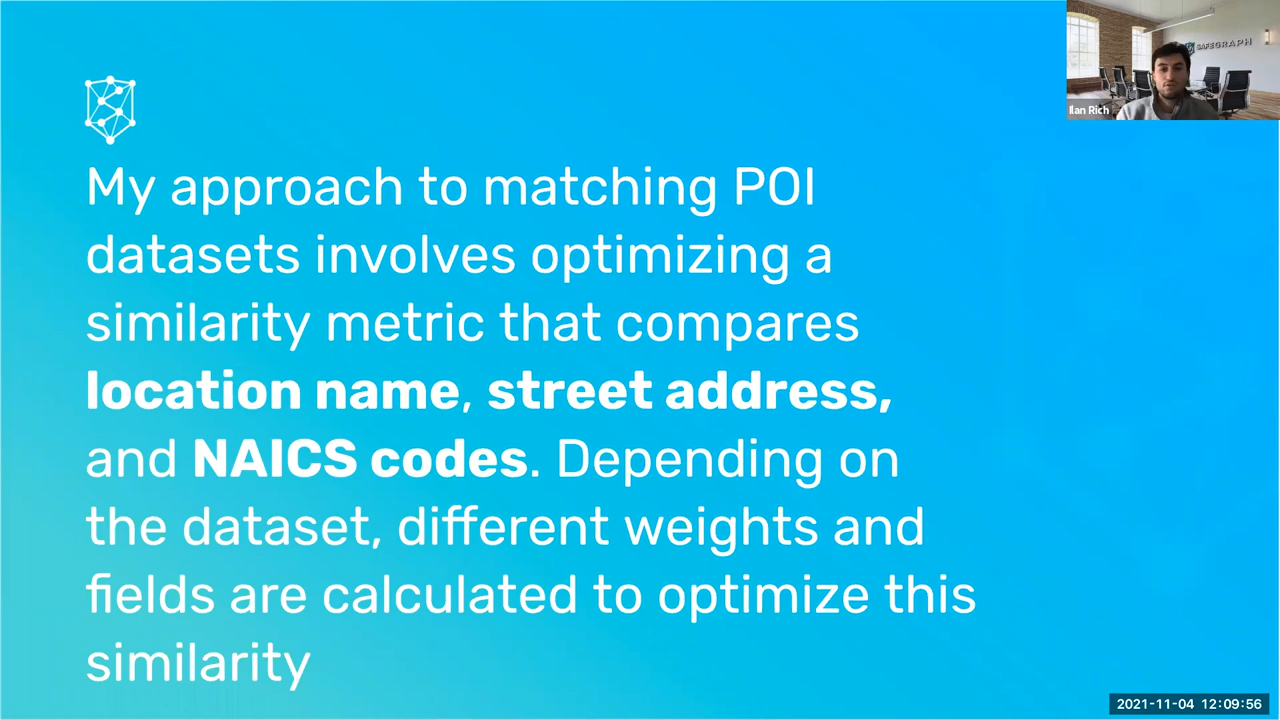 SAFEGRAPH
Ilan Rich
My approach to matching POI
datasets involves optimizing a
similarity metric that compares
location name, street address,
and NAICS codes. Depending on
the dataset, different weights and
fields are calculated to optimize this
similarity
2021-11-04 12:09:56